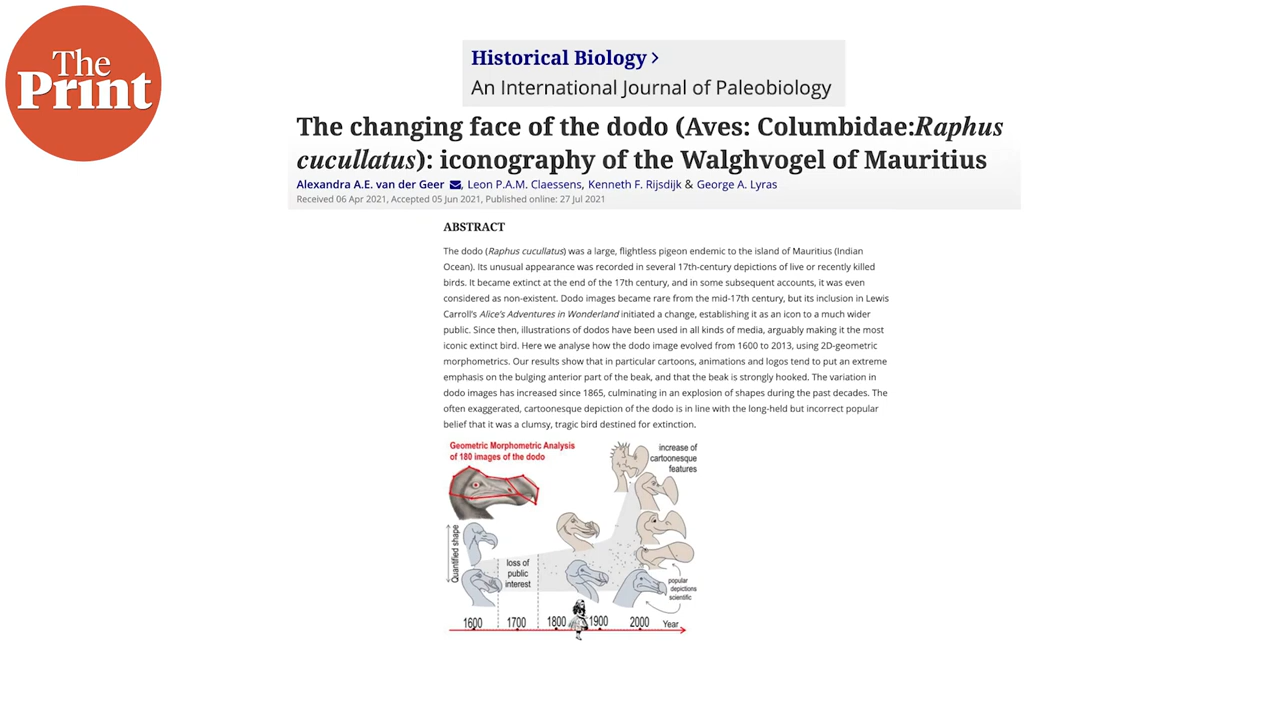 The
Print
Historical Biology >
An International Journal of Paleobiology
The changing face of the dodo (Aves: Columbidae:Raphus
cucullatus): iconography of the Walghvogel of Mauritius
Alexandra A.E. van der Geer, Leon P.A.M. Claessens, Kenneth F. Rijsdijk & George A. Lyras
Received 06 Apr 2021, Accepted 05 Jun 2021, Published online: 27 Jul 2021
ABSTRACT
The dodo (Raphus cucullatus) was a large, flightless pigeon endemic to the island of Mauritius (Indian
Ocean). Its unusual appearance was recorded in several 17th-century depictions of live or recently killed
birds. It became extinct at the end of the 17th century, and in some subsequent accounts, it was even
considered as non-existent. Dodo images became rare from the mid-17th century, but its inclusion in Lewis
Carroll's Alice's Adventures in Wonderland initiated a change, establishing it as an icon to a much wider
public. Since then, illustrations of dodos have been used in all kinds of media, arguably making it the most
iconic extinct bird. Here we analyse how the dodo image evolved from 1600 to 2013, using 2D-geometric
morphometrics. Our results show that in particular cartoons, animations and logos tend to put an extreme
emphasis on the bulging anterior part of the beak, and that the beak is strongly hooked. The variation in
dodo images has increased since 1865, culminating in an explosion of shapes during the past decades. The
often exaggerated, cartoonesque depiction of the dodo is in line with the long-held but incorrect popular
belief that it was a clumsy, tragic bird destined for extinction.
Geometric Morphometric Analysis
of 180 images of the dodo
increase of
cartoonesque
features
Quantified shape
loss of
public
interest
popular
depictions
scientific
1600 1700 1800 1900 2000 Year